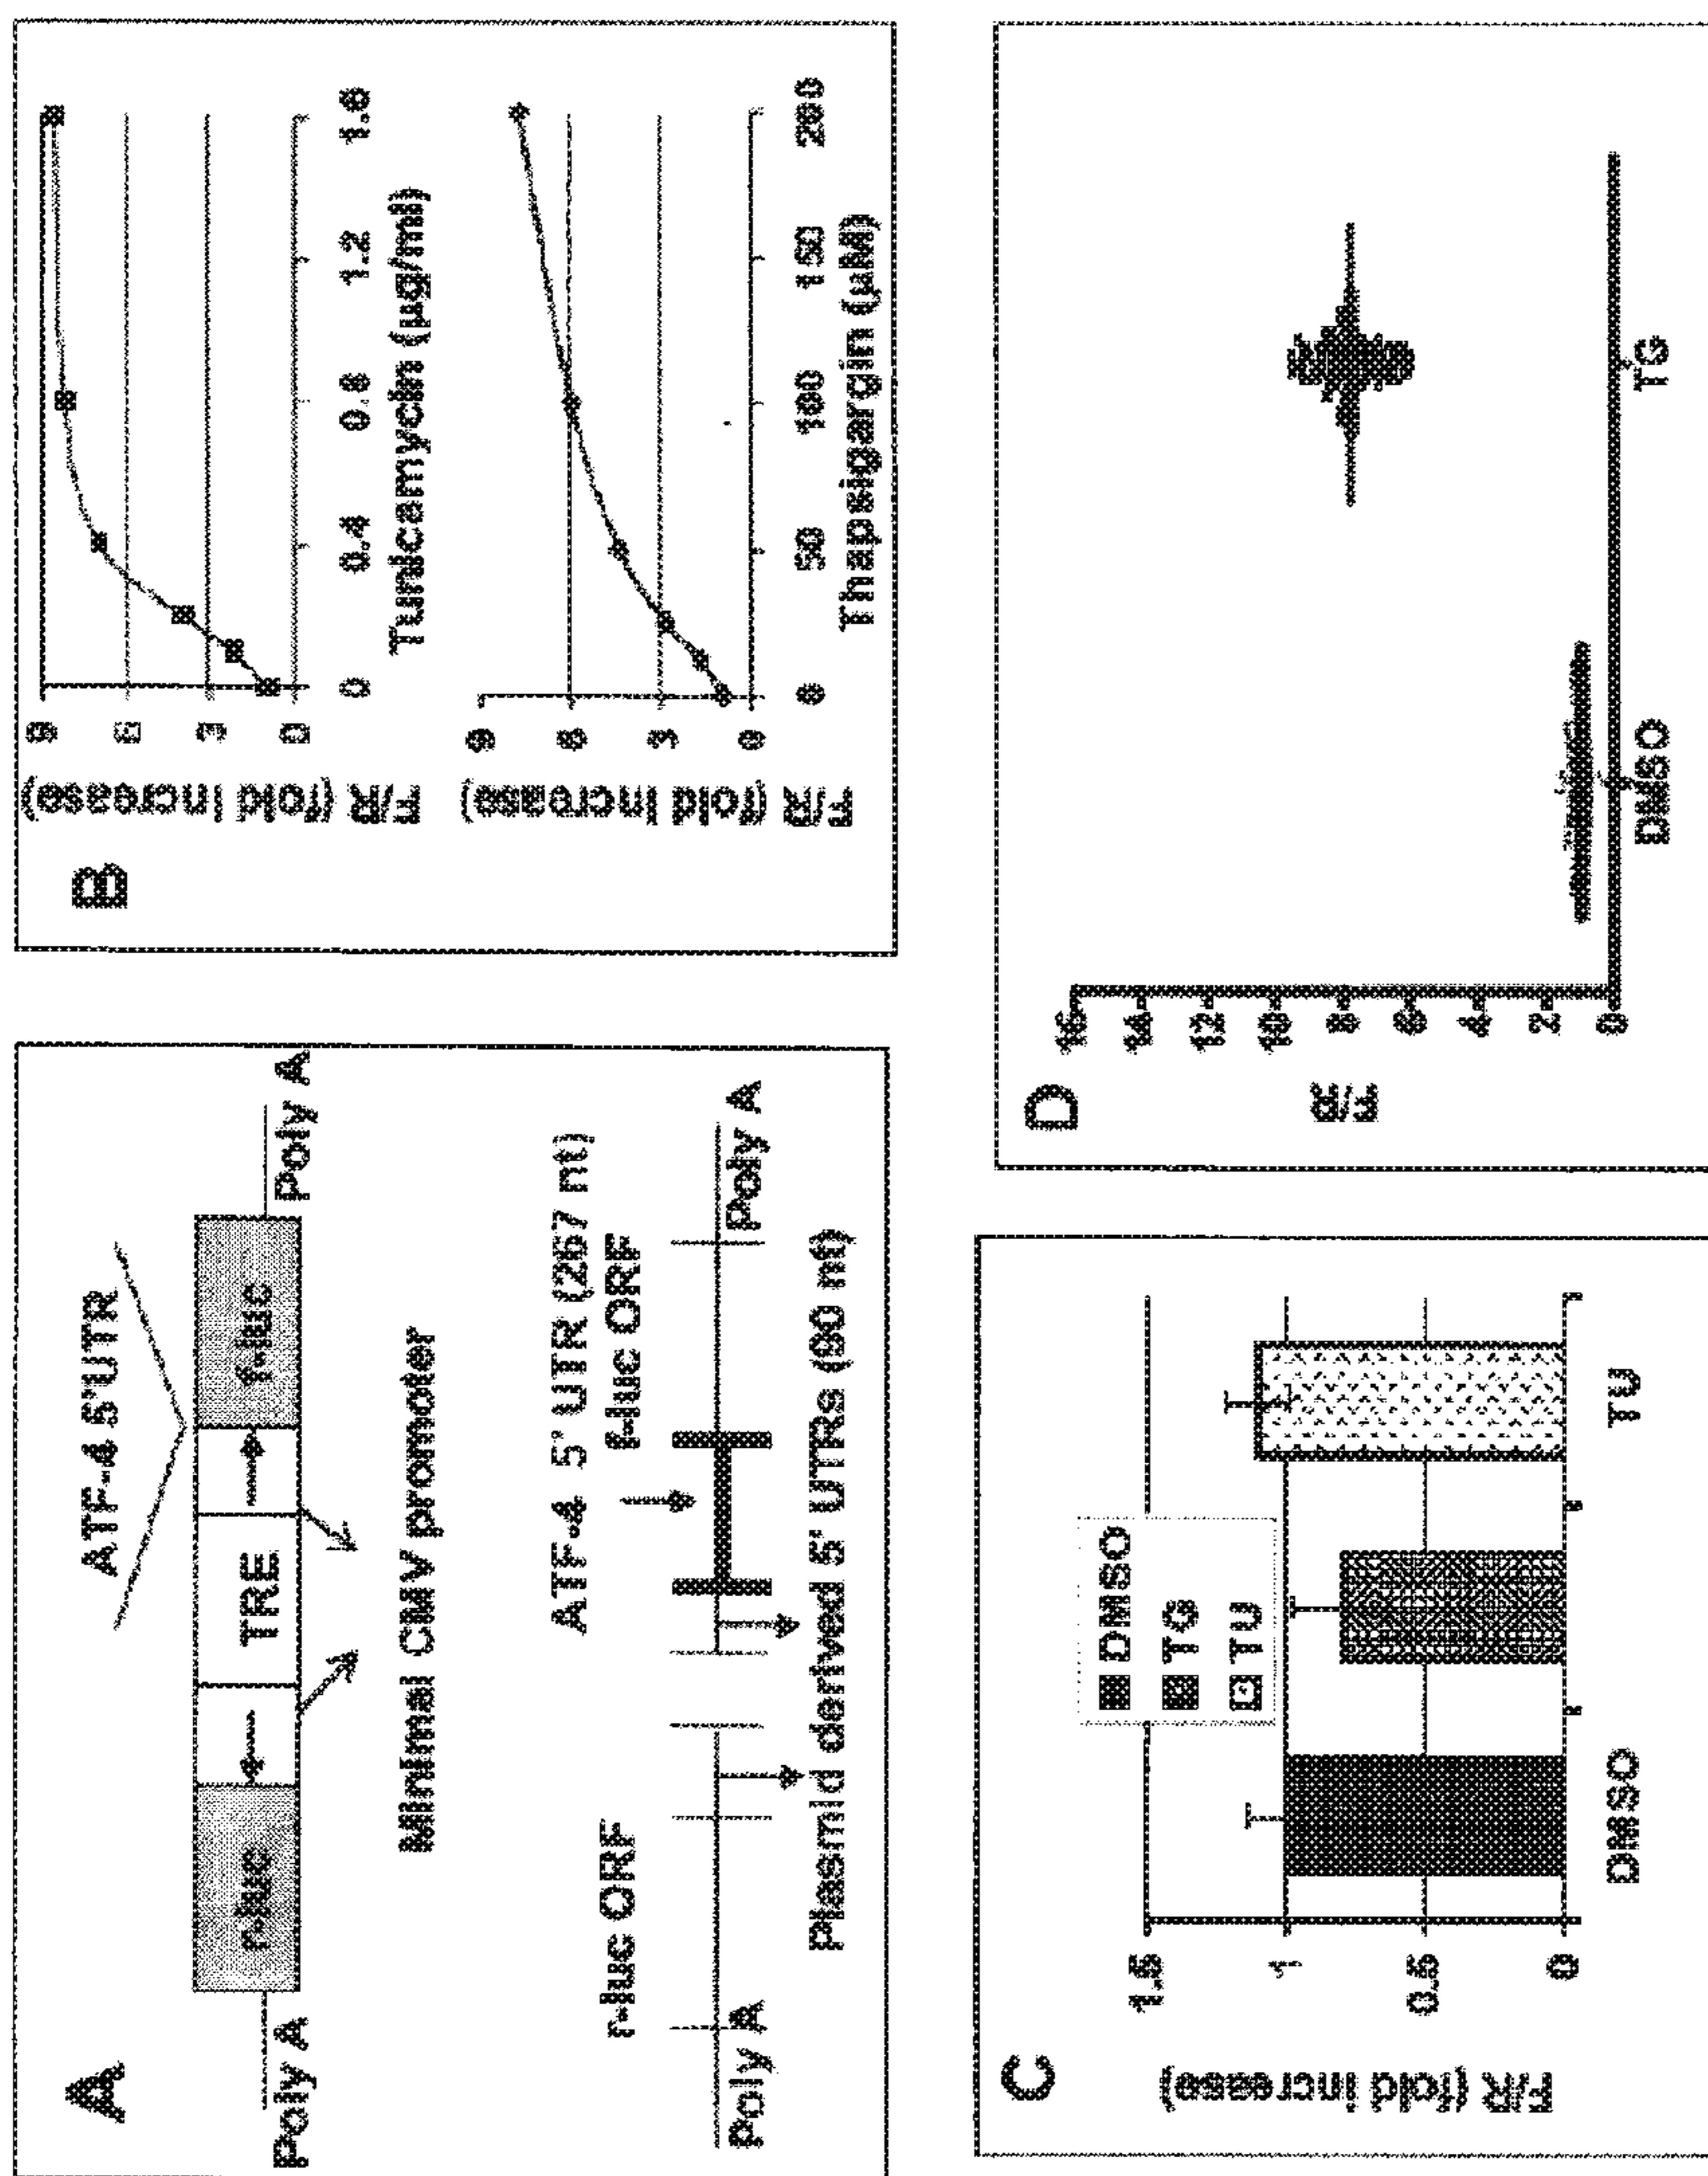 A
ATF-4 5'UTR
Poly A
r-luc
TRE
f-luc
Poly A
Minimal CMV promoter
ATF-4 5' UTR (267 nt)
r-luc ORF
f-luc ORF
Poly A
Poly A
Plasmid derived 5' UTRs (90 nt)
B
F/R (fold increase)
9
6
3
0
0
0.4
0.8
1.2
1.6
Tunicamycin (µg/ml)
F/R (fold increase)
9
6
3
0
0
50
100
150
200
Thapsigargin (µM)
C
F/R (fold increase)
1.5
1
0.5
0
DMSO
TG
TU
DMSO
TU
D
F/R
16
14
12
10
8
6
4
2
0
DMSO
TG